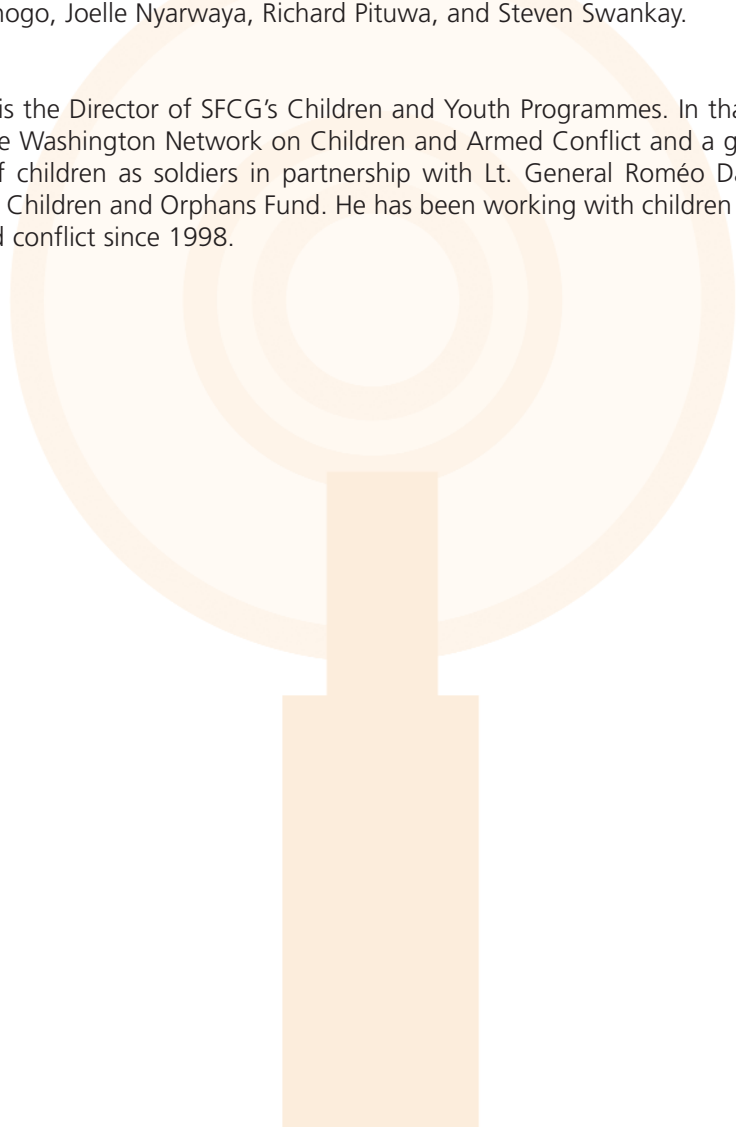 nogo, Joelle Nyarwaya, Richard Pituwa, and Steven Swankay.
is the Director of SFCG’s Children and Youth Programmes. In tha
e Washington Network on Children and Armed Conflict and a g
f children as soldiers in partnership with Lt. General Roméo Da
Children and Orphans Fund. He has been working with children
d conflict since 1998.